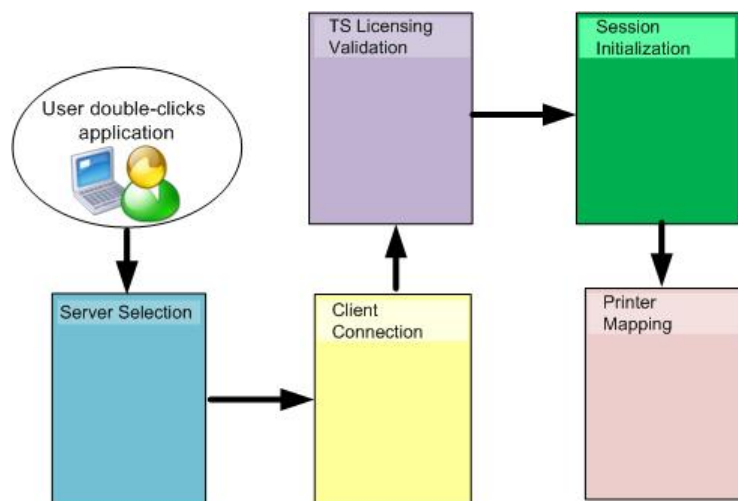 User double-clicks
application
Server Selection
Client
Connection
TS Licensing
Validation
Session
Initialization
Printer
Mapping